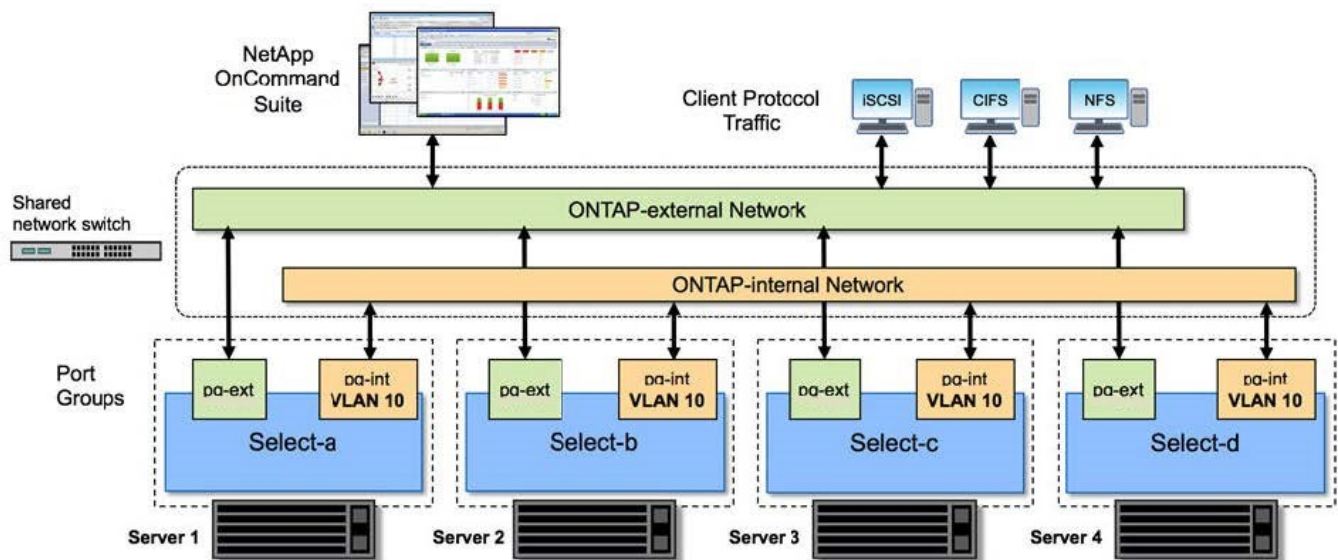 NetApp
OnCommand
Suite
Client Protocol
Traffic
iSCSI
CIFS
NFS
Shared
network switch
ONTAP-external Network
ONTAP-internal Network
Port
Groups
pg-ext
pg-int
VLAN 10
Select-a
pg-ext
pg-int
VLAN 10
Select-b
pg-ext
pg-int
VLAN 10
Select-c
pg-ext
pg-int
VLAN 10
Select-d
Server 1
Server 2
Server 3
Server 4